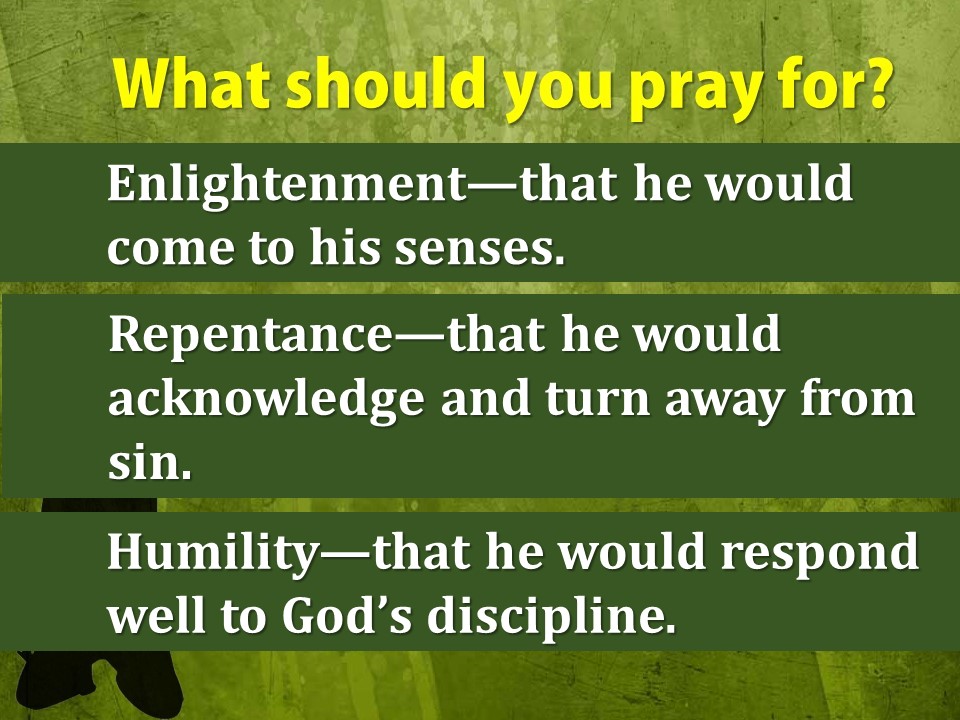 What should you pray for?
Enlightenment—that he would
come to his senses.
Repentance—that he would
acknowledge and turn away from
sin.
Humility—that he would respond
well to God’s discipline.